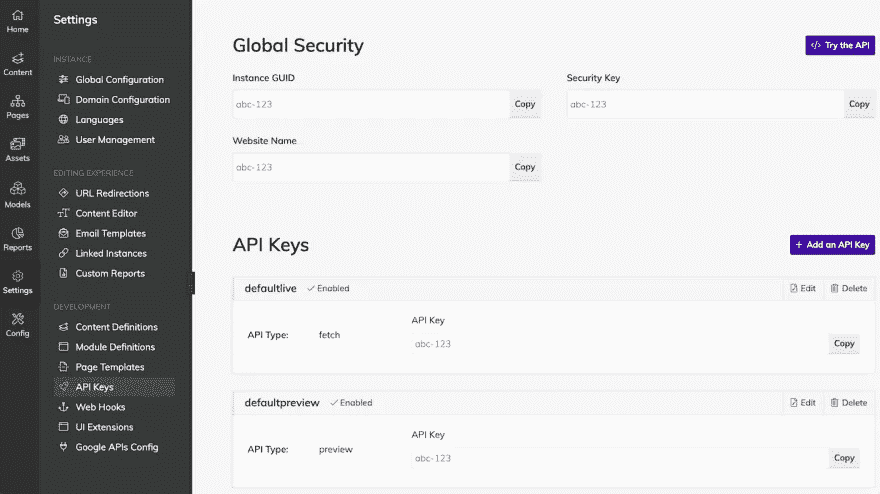 Home
Content
Pages
Assets
Models
Reports
Settings
Config
Settings
INSTANCE
Global Configuration
Domain Configuration
Languages
User Management
EDITING EXPERIENCE
URL Redirections
Content Editor
Email Templates
Linked Instances
Custom Reports
DEVELOPMENT
Content Definitions
Module Definitions
Page Templates
API Keys
Web Hooks
UI Extensions
Google APIs Config
Global Security
</> Try the API
Instance GUID
abc-123 Copy
Security Key
abc-123 Copy
Website Name
abc-123 Copy
API Keys
+ Add an API Key
defaultlive Enabled Edit Delete
API Key
API Type: fetch
abc-123 Copy
defaultpreview Enabled Edit Delete
API Key
API Type: preview
abc-123 Copy